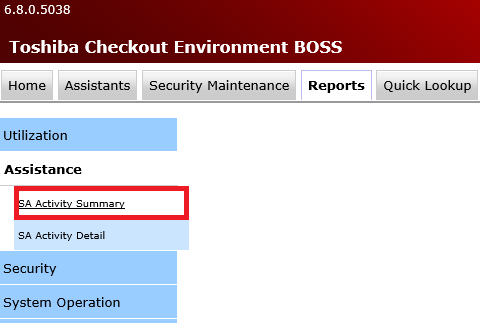 6.8.0.5038
Toshiba Checkout Environment BOSS
Home Assistants Security Maintenance Reports Quick Lookup
Utilization
Assistance
SA Activity Summary
SA Activity Detail
Security
System Operation